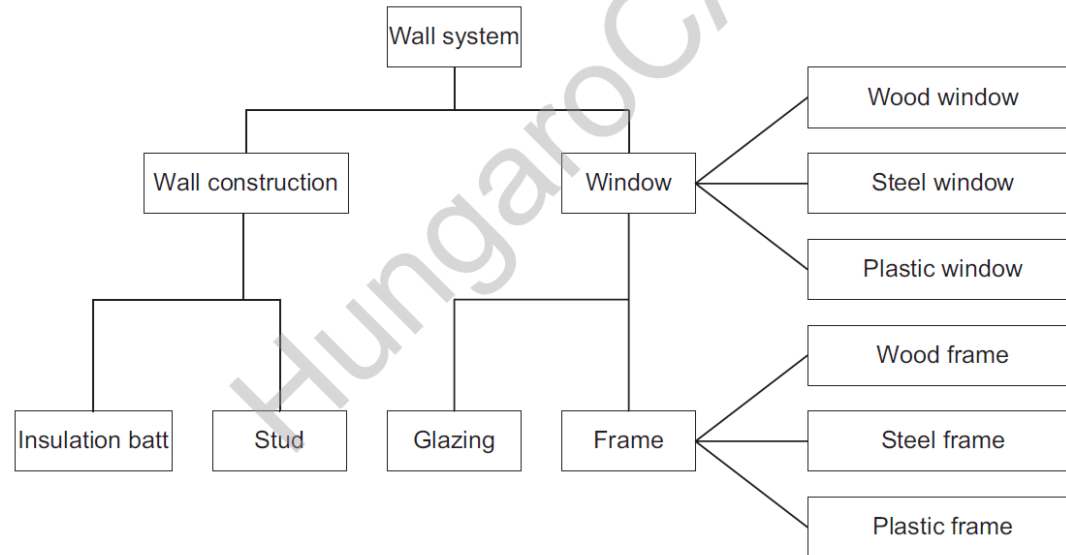 Wall system
Wood window
Wall construction
Window
Steel window
Plastic window
Wood frame
Insulation batt
Stud
Glazing
Frame
Steel frame
Plastic frame